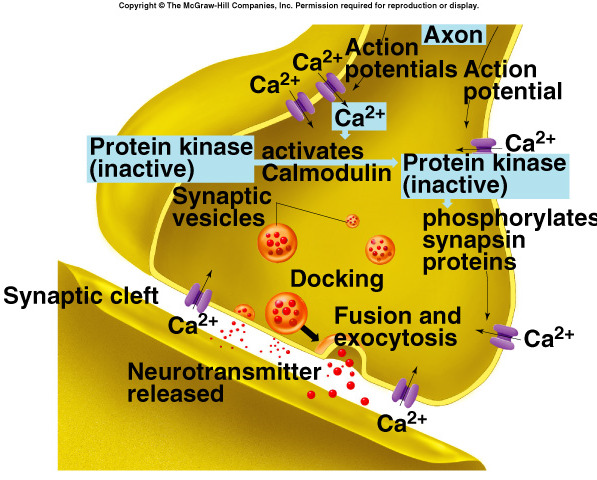 Copyright © The McGraw-Hill Companies, Inc. Permission required for reproduction or display.
Axon
Action
potentials
Action
potential
Ca2+
Ca2+
Ca2+
Ca2+
Protein kinase
(inactive)
activates
Calmodulin
Protein kinase
(inactive)
Synaptic
vesicles
phosphorylates
synapsin
proteins
Docking
Synaptic cleft
Ca2+
Fusion and
exocytosis
Ca2+
Neurotransmitter
released
Ca2+